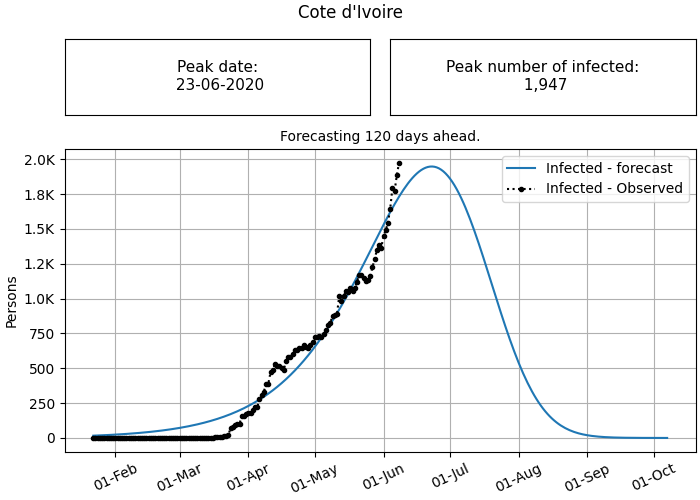 Cote d'Ivoire
Peak date:
23-06-2020
Peak number of infected:
1,947
Forecasting 120 days ahead.
Infected - forecast
Infected - Observed
2.0K
1.8K
1.5K
1.2K
1.0K
750
500
250
0
Persons
01-Feb
01-Mar
01-Apr
01-May
01-Jun
01-Jul
01-Aug
01-Sep
01-Oct